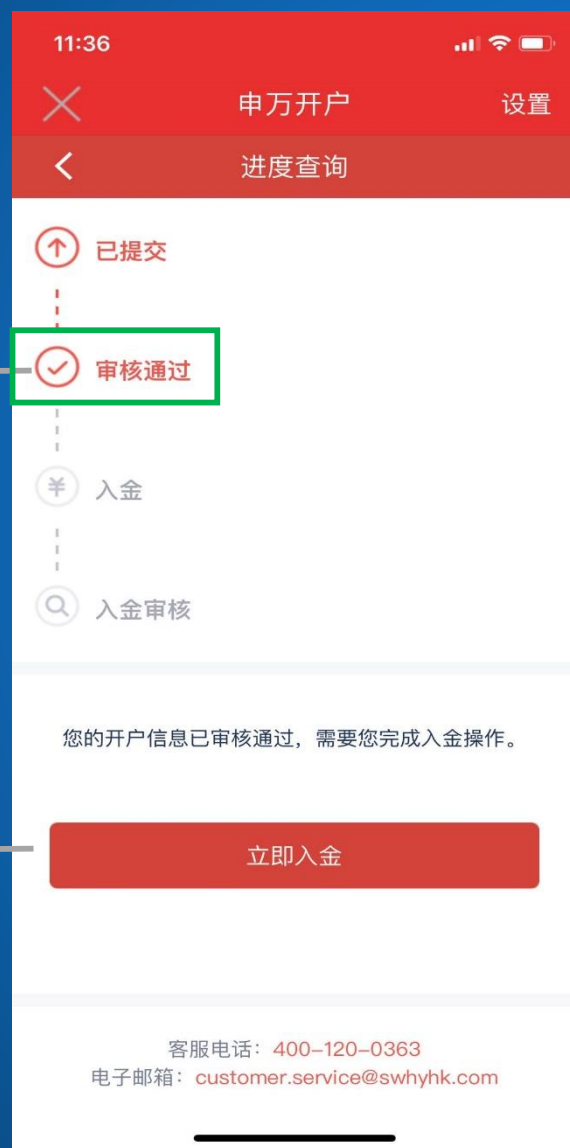 11:36
申万开户 设置
进度查询
已提交
审核通过
¥ 入金
入金审核
您的开户信息已审核通过，需要您完成入金操作。
立即入金
客服电话：400-120-0363
电子邮箱：customer.service@swhyhk.com